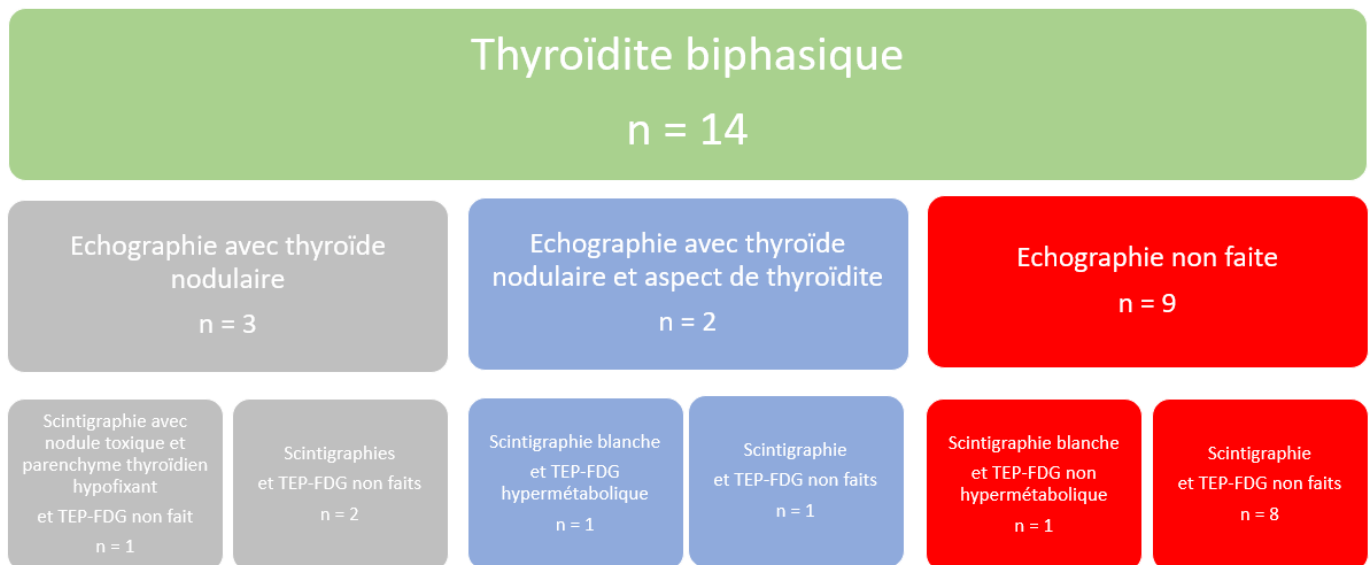 Thyroïdite biphasique
n = 14
Echographie avec thyroïde
nodulaire
n = 3
Echographie avec thyroïde
nodulaire et aspect de thyroïdite
n = 2
Echographie non faite
n = 9
Scintigraphie avec
nodule toxique et
parenchyme thyroïdien
hypofixant
et TEP-FDG non fait
n = 1
Scintigraphies
et TEP-FDG non faits
n = 2
Scintigraphie blanche
et TEP-FDG
hypermétabolique
n = 1
Scintigraphie
et TEP-FDG non faits
n = 1
Scintigraphie blanche
et TEP-FDG non
hypermétabolique
n = 1
Scintigraphie
et TEP-FDG non faits
n = 8